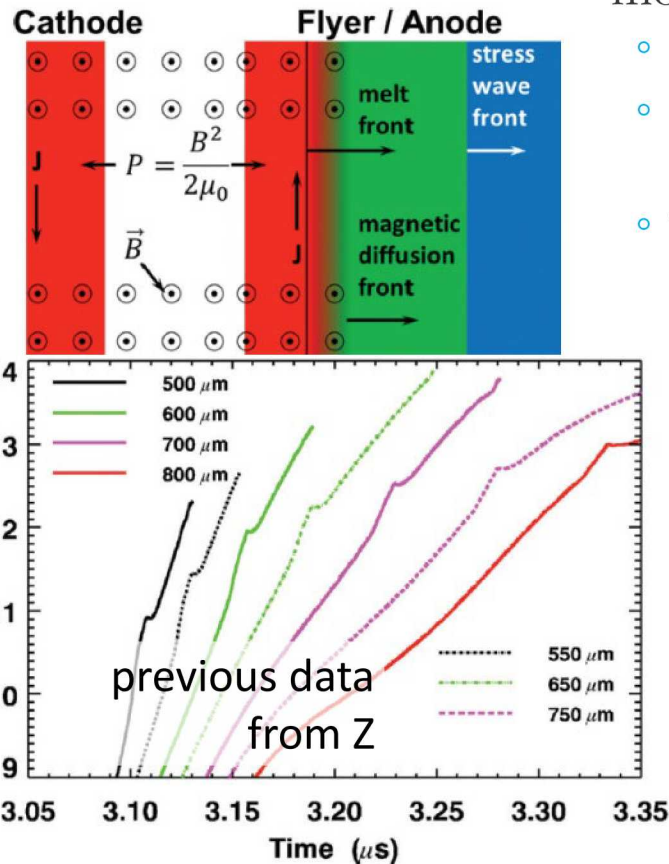 Cathode Flyer / Anode
stress
wave
front
melt
front
J
P = B²/2μ₀
J
B⃗
magnetic
diffusion
front
4
3
2
1
0
9
500 μm
600 μm
700 μm
800 μm
550 μm
650 μm
750 μm
previous data
from Z
3.05 3.10 3.15 3.20 3.25 3.30 3.35
Time (μs)